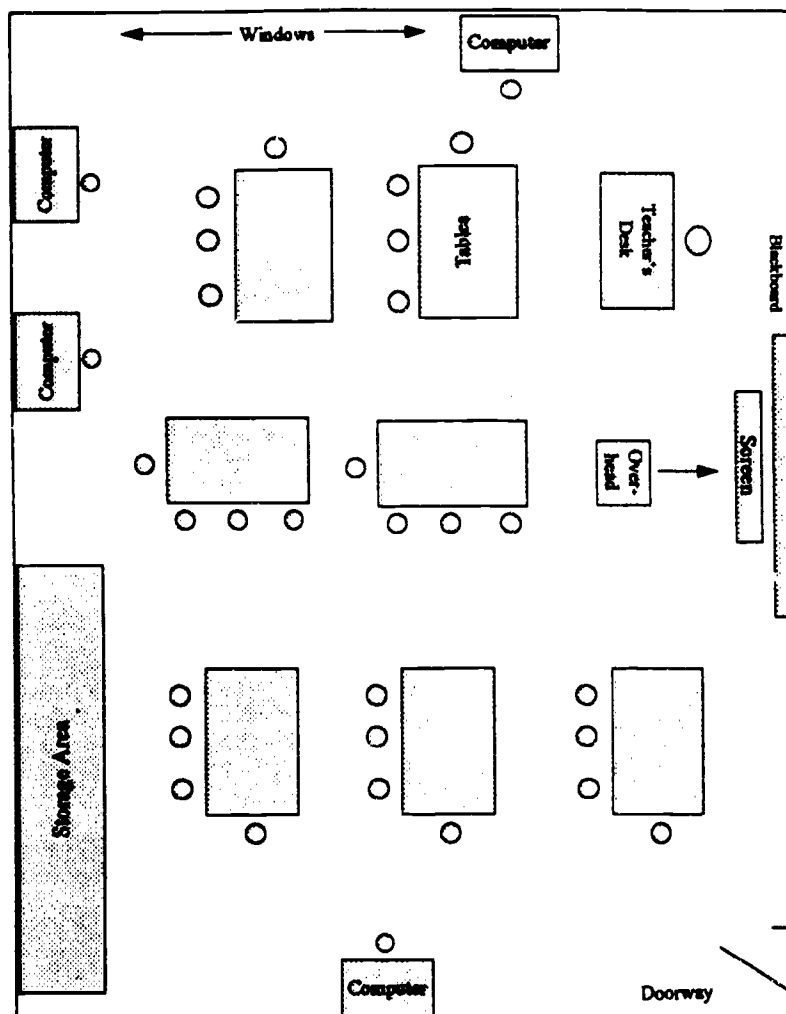 Windows
Computer
Computer
Tables
Teacher's
Desk
Blackboard
Computer
Over-
head
Screen
Storage Area
Computer
Doorway